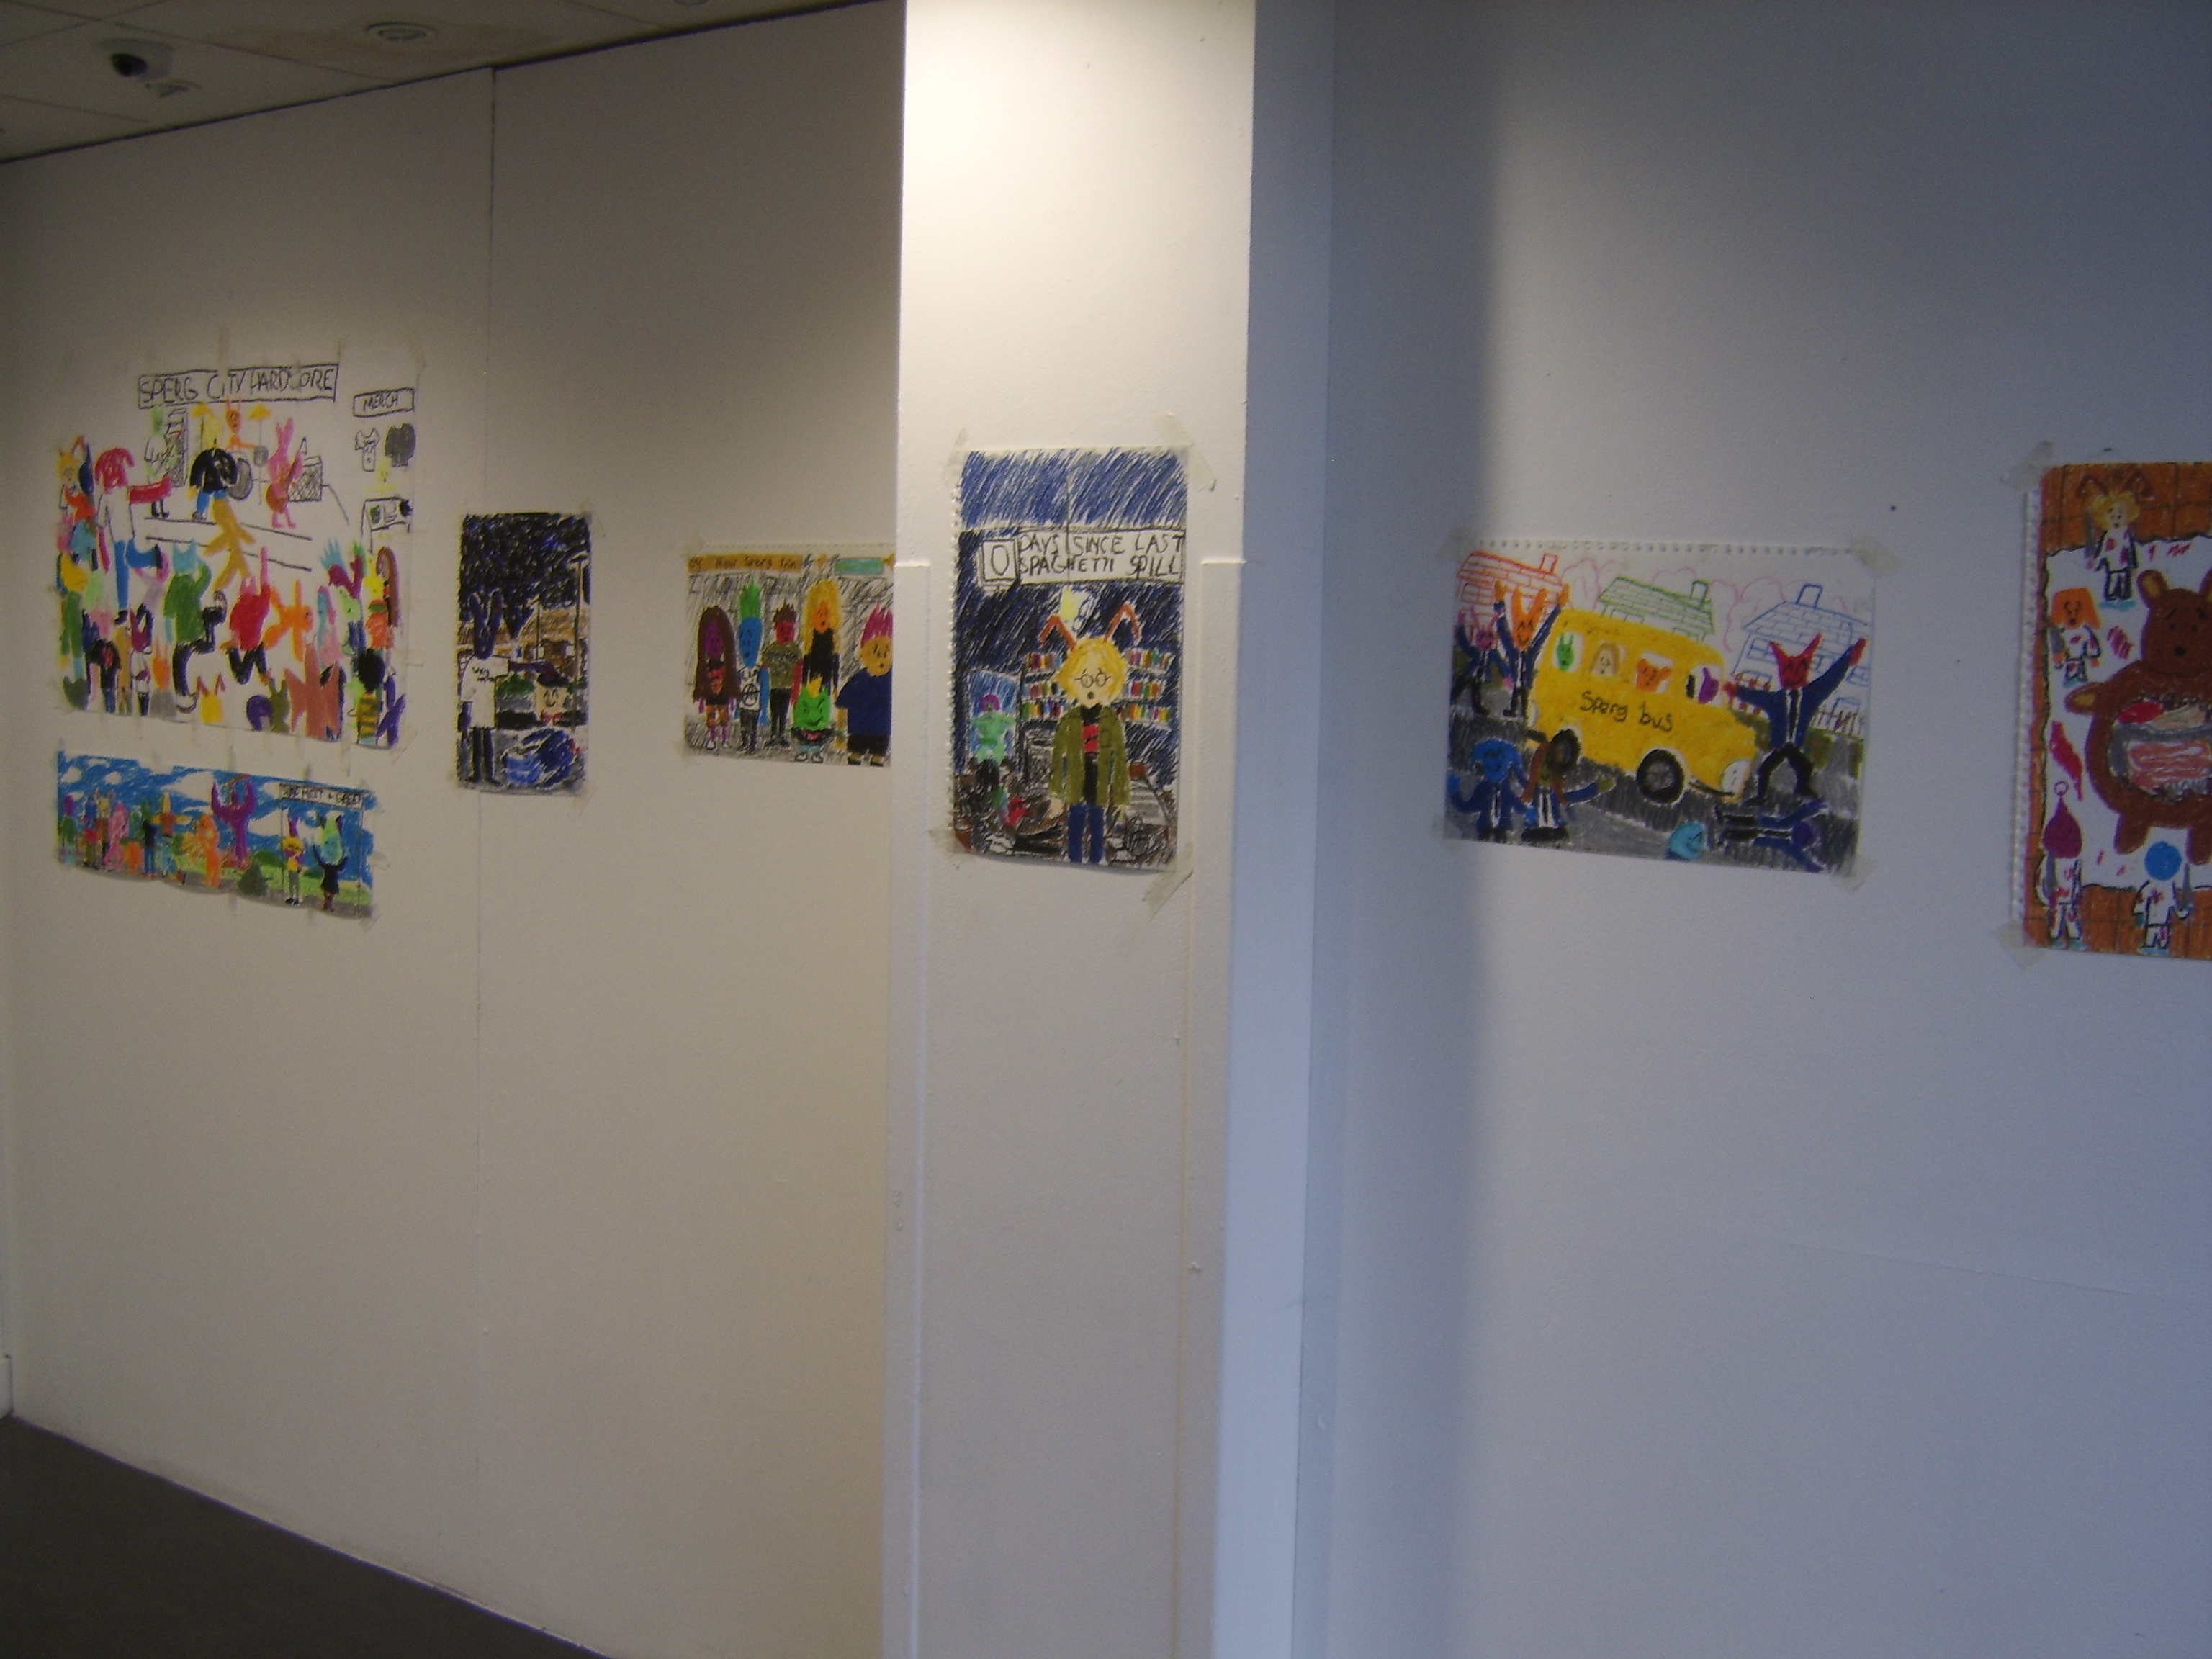 SPERG CITY HARDCORE
MERCH
0 DAYS SINCE LAST
SPAGHETTI SPILL
Sperg bus